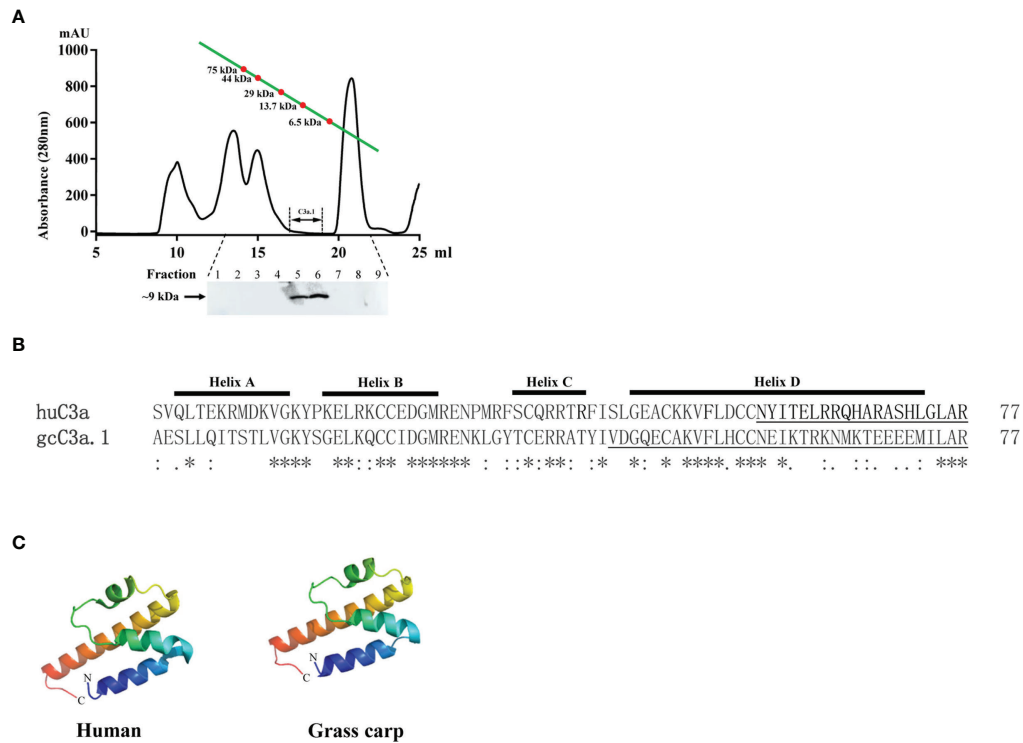 A
mAU
1000
800
600
400
200
0
Absorbance (280nm)
75 kDa
44 kDa
29 kDa
13.7 kDa
6.5 kDa
C3a.1
5 10 15 20 25 ml
Fraction 1 2 3 4 5 6 7 8 9
~9 kDa
B
Helix A Helix B Helix C Helix D
huC3a SVQLTEKRMDKVGKYPKELRKCCEDGMRENPMRFSCQRRTRFISLGEACKKVFLDCCNYITELRRQHARASHLGLAR 77
gcC3a.1 AESLLQITSTLVGKYSGELKQCCIDGMRENKLGYTCERRATYIVDGQECAKVFLHCCNEIKTRKNMKTEEEEMILAR 77
: .* : **** **::**:****** : ::*:** :* *: * ****.*** *. :: ::. ..: ***
C
N
C
Human
N
C
Grass carp